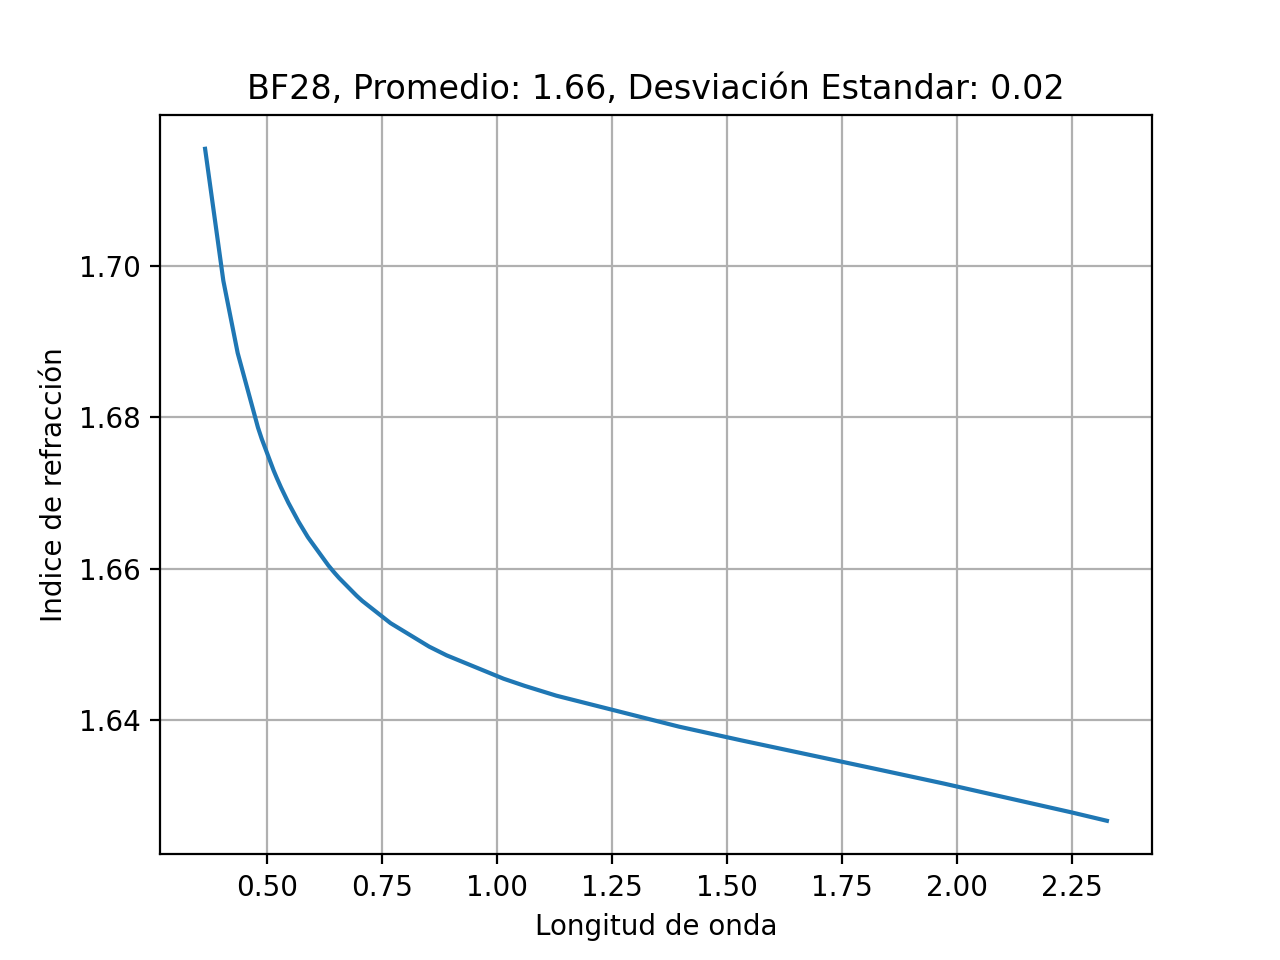 BF28, Promedio: 1.66, Desviación Estandar: 0.02
Indice de refracción
1.70
1.68
1.66
1.64
0.50 0.75 1.00 1.25 1.50 1.75 2.00 2.25
Longitud de onda